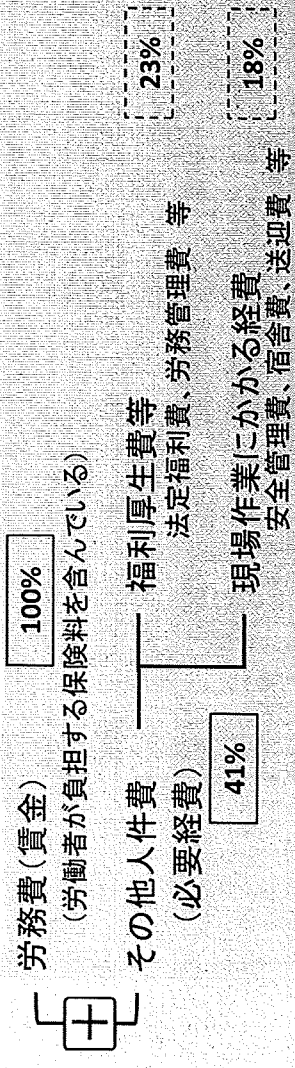 労務費(賃金) 100%
(労働者が負担する保険料を含んでいる)
+
その他人件費
(必要経費)
41%
福利厚生費等 23%
法定福利費、労務管理費 等
現場作業にかかる経費 18%
安全管理費、宿舎費、送迎費 等